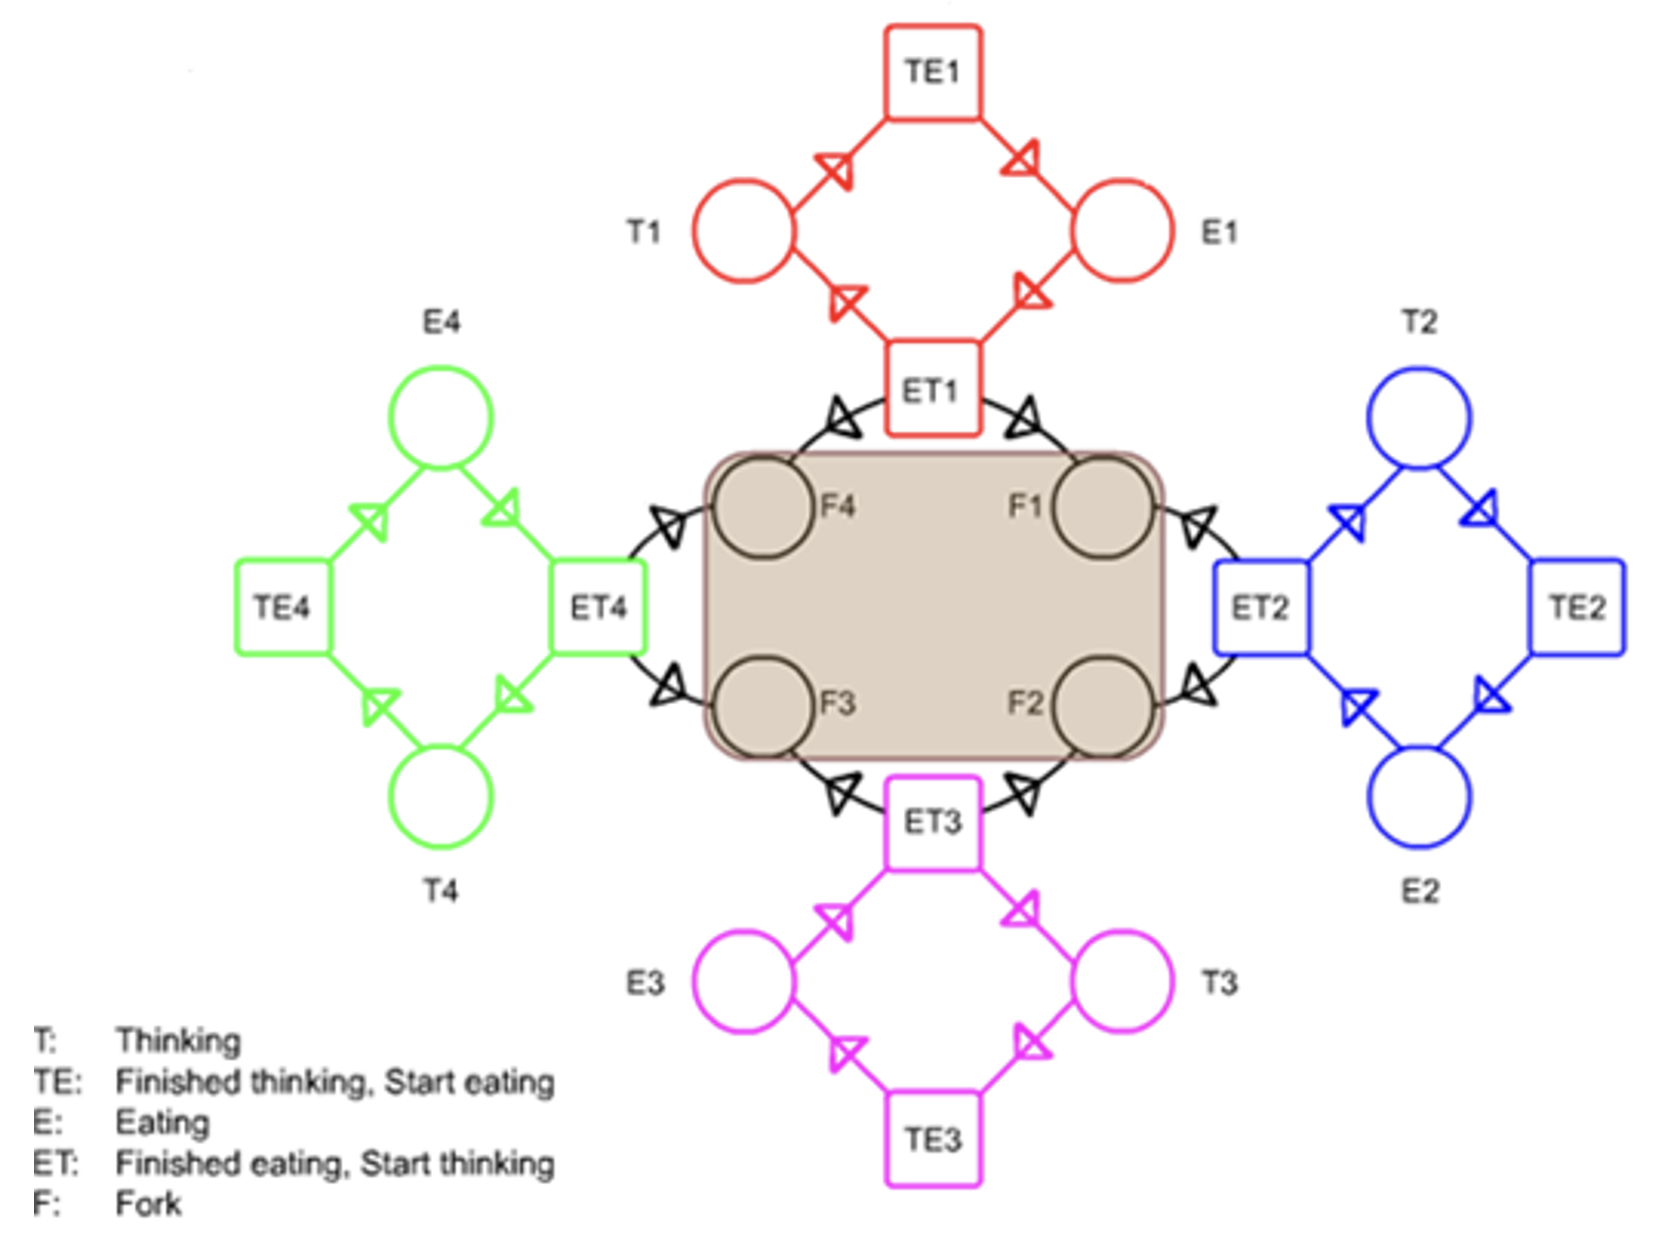 TE1
T1
E1
E4
T2
ET1
F4
F1
TE4
ET4
ET2
TE2
F3
F2
ET3
T4
E2
E3
T3
T: Thinking
TE: Finished thinking, Start eating
E: Eating
ET: Finished eating, Start thinking
F: Fork
TE3